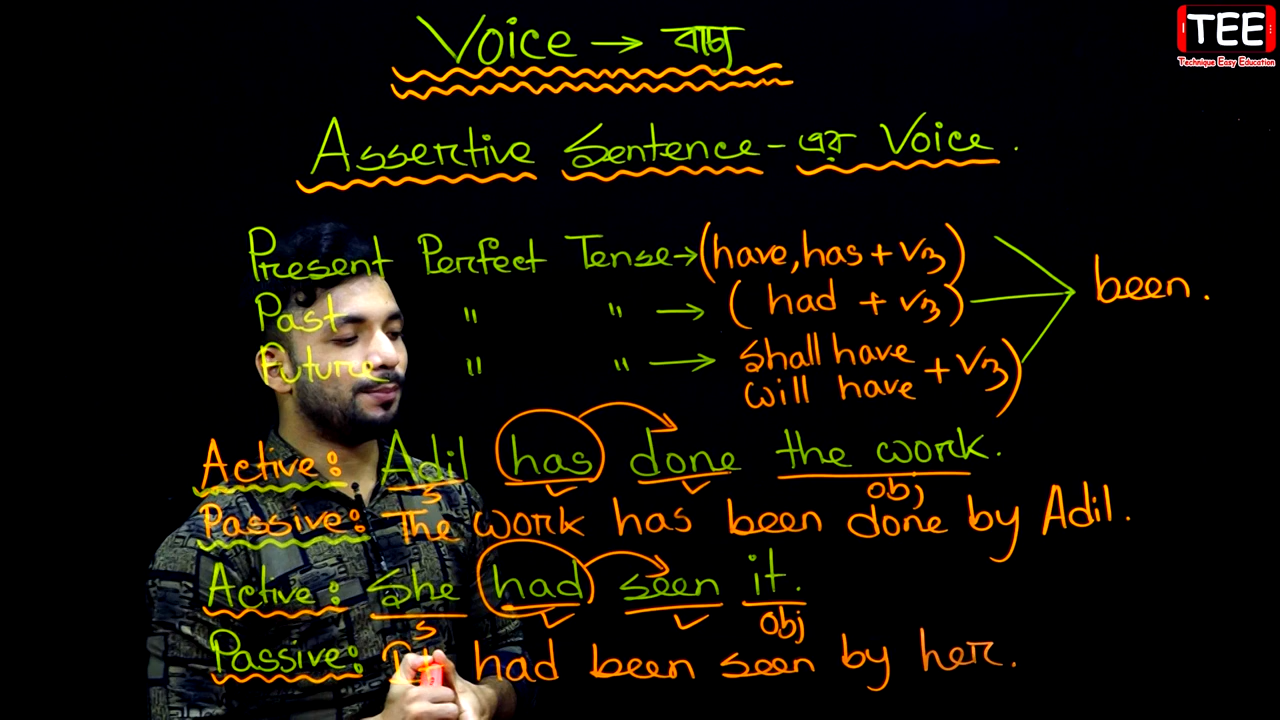 Voice → বাচ্য
TEE
Technique Easy Education
Assertive Sentence - এর Voice.
Present Perfect Tense → (have, has + V3)
Past " " → (had + V3)
Future " " → shall have
will have + V3)
been.
Active: Adil has done the work.
S obj
Passive: The work has been done by Adil.
Active: She had seen it.
S obj
Passive: It had been seen by her.